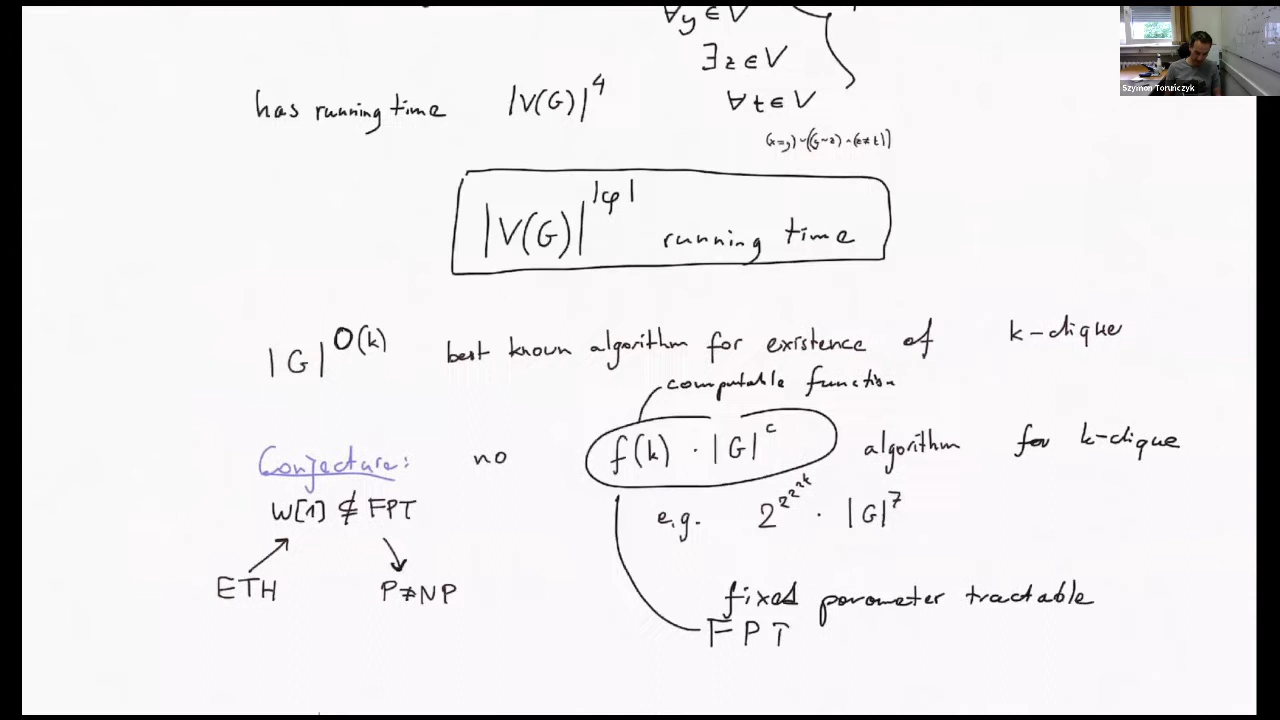 ∀y ∈ V
∃z ∈ V
has running time |V(G)|^4
∀t ∈ V
Szymon Toruńczyk
|V(G)|^|φ| running time
|G|^O(k) best known algorithm for existence of k-clique
computable function
Conjecture: no f(k) · |G|^c algorithm for k-clique
W[1] ⊈ FPT
e.g. 2^2^2^2k · |G|^7
ETH P≠NP
fixed parameter tractable
FPT